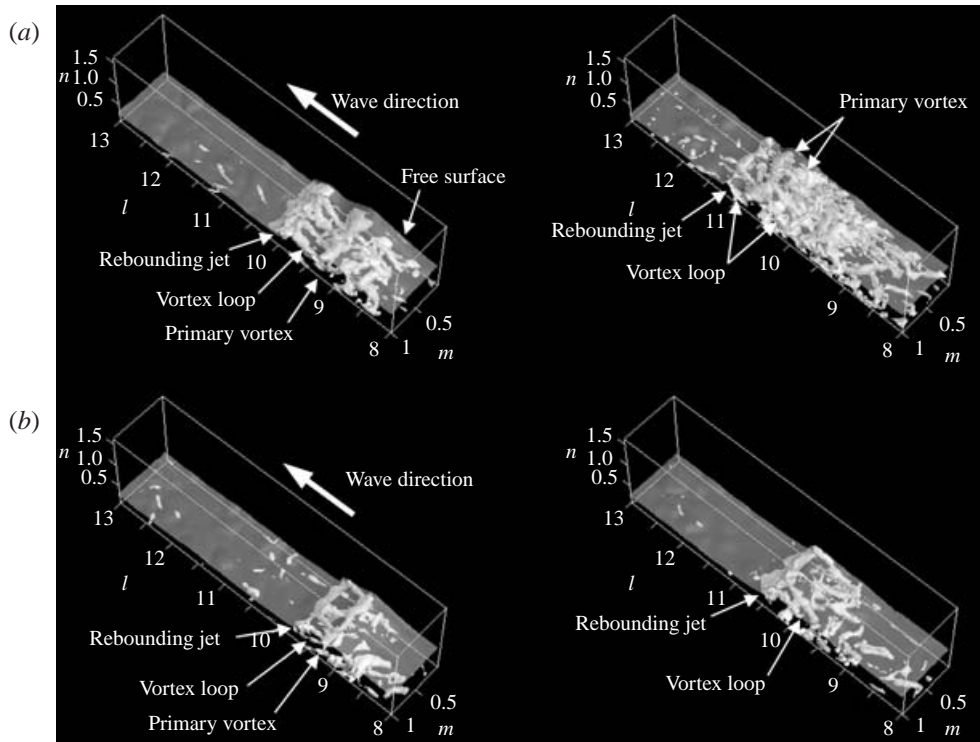 (a)
1.5
n 1.0
0.5
13
12
l
11
10
9
8
1
0.5
m
Wave direction
Free surface
Rebounding jet
Vortex loop
Primary vortex
1.5
n 1.0
0.5
13
12
l
11
10
9
8
1
0.5
m
Primary vortex
Rebounding jet
Vortex loop
(b)
1.5
n 1.0
0.5
13
12
l
11
10
9
8
1
0.5
m
Wave direction
Rebounding jet
Vortex loop
Primary vortex
1.5
n 1.0
0.5
13
12
l
11
10
9
8
1
0.5
m
Rebounding jet
Vortex loop